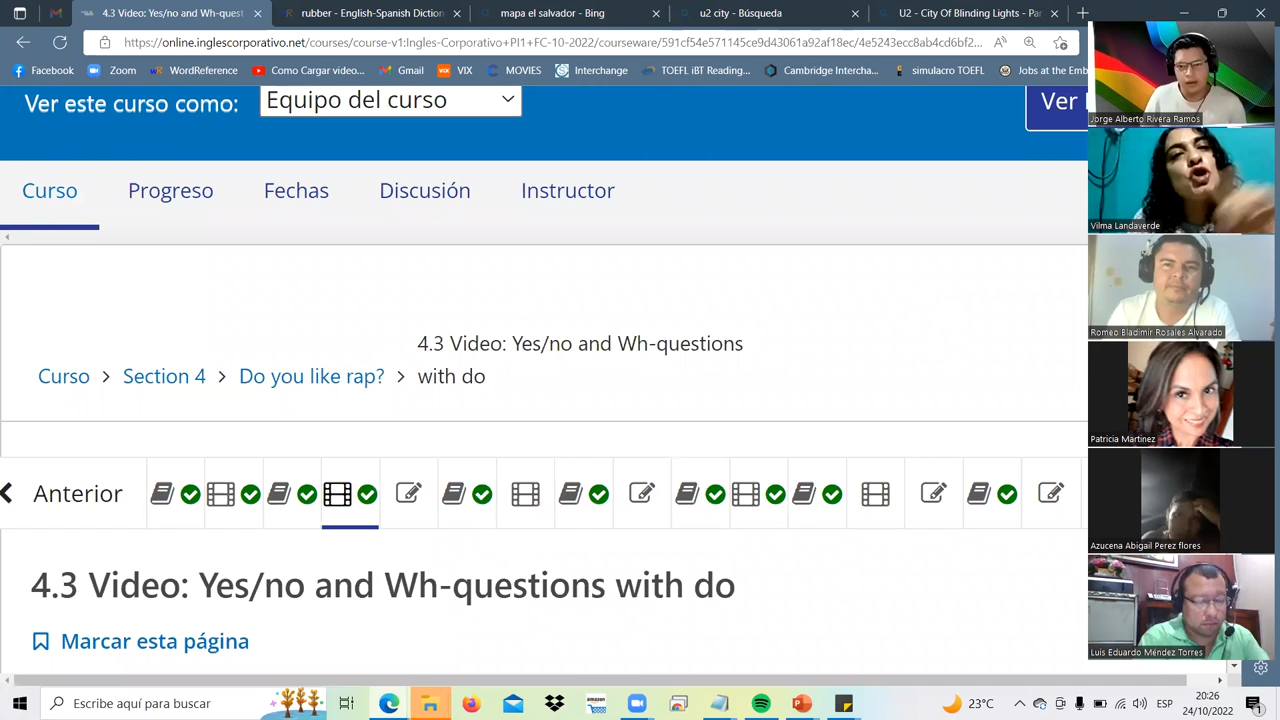 4.3 Video: Yes/no and Wh-quest
rubber - English-Spanish Diction
mapa el salvador - Bing
u2 city - Búsqueda
U2 - City Of Blinding Lights - Par
https://online.inglescorporativo.net/courses/course-v1:Ingles-Corporativo+PI1+FC-10-2022/courseware/591cf54e571145ce9d43061a92af18ec/4e5243ecc8ab4cd6bf2...
Facebook
Zoom
WordReference
Como Cargar video...
Gmail
VIX
MOVIES
Interchange
TOEFL iBT Reading...
Cambridge Intercha...
simulacro TOEFL
Jobs at the Emb
Ver este curso como:
Equipo del curso
Ver
Curso
Progreso
Fechas
Discusión
Instructor
4.3 Video: Yes/no and Wh-questions
Curso > Section 4 > Do you like rap? > with do
Anterior
4.3 Video: Yes/no and Wh-questions with do
Marcar esta página
Jorge Alberto Rivera Ramos
Vilma Landaverde
Romeo Bladimir Rosales Alvarado
Patricia Martinez
Azucena Abigail Perez flores
Luis Eduardo Méndez Torres
Escribe aquí para buscar
amazon
23°C
ESP
20:26
24/10/2022
1